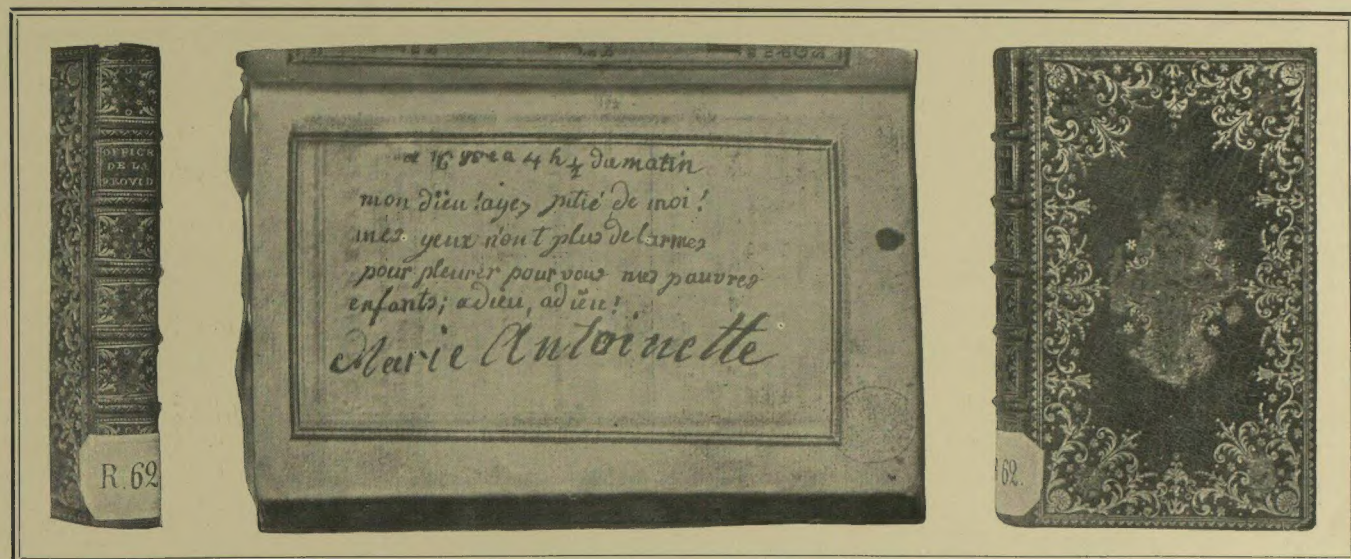 OFFICE
DE LA
PROVID
R.62
ce 16 8bre a 4 h ½ du matin
mon dieu! ayez pitié de moi!
mes yeux n'ont plus de larmes
pour pleurer pour vous mes pauvres
enfants; adieu, adieu!
Marie Antoinette
62.